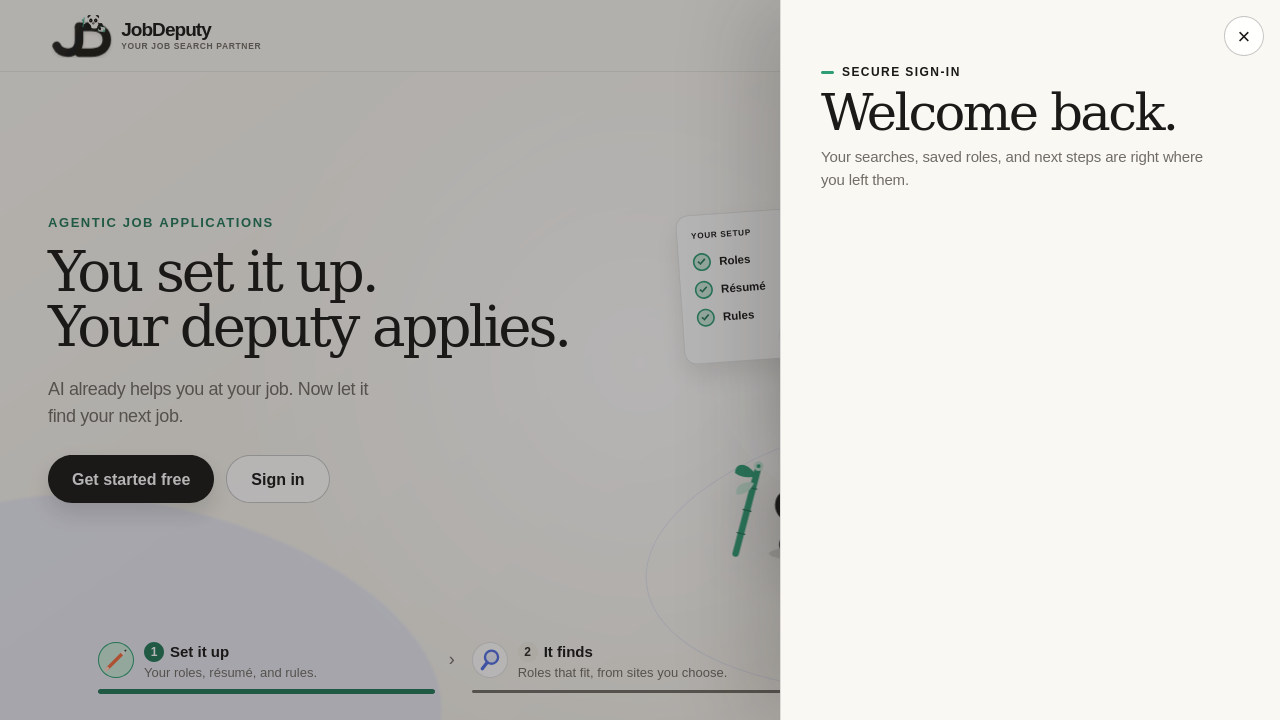 JobDeputy
YOUR JOB SEARCH PARTNER
AGENTIC JOB APPLICATIONS
You set it up.
Your deputy applies.
AI already helps you at your job. Now let it
find your next job.
Get started free
Sign in
YOUR SETUP
Roles
Résumé
Rules
1 Set it up
Your roles, résumé, and rules.
›
2 It finds
Roles that fit, from sites you choose.
×
SECURE SIGN-IN
Welcome back.
Your searches, saved roles, and next steps are right where
you left them.